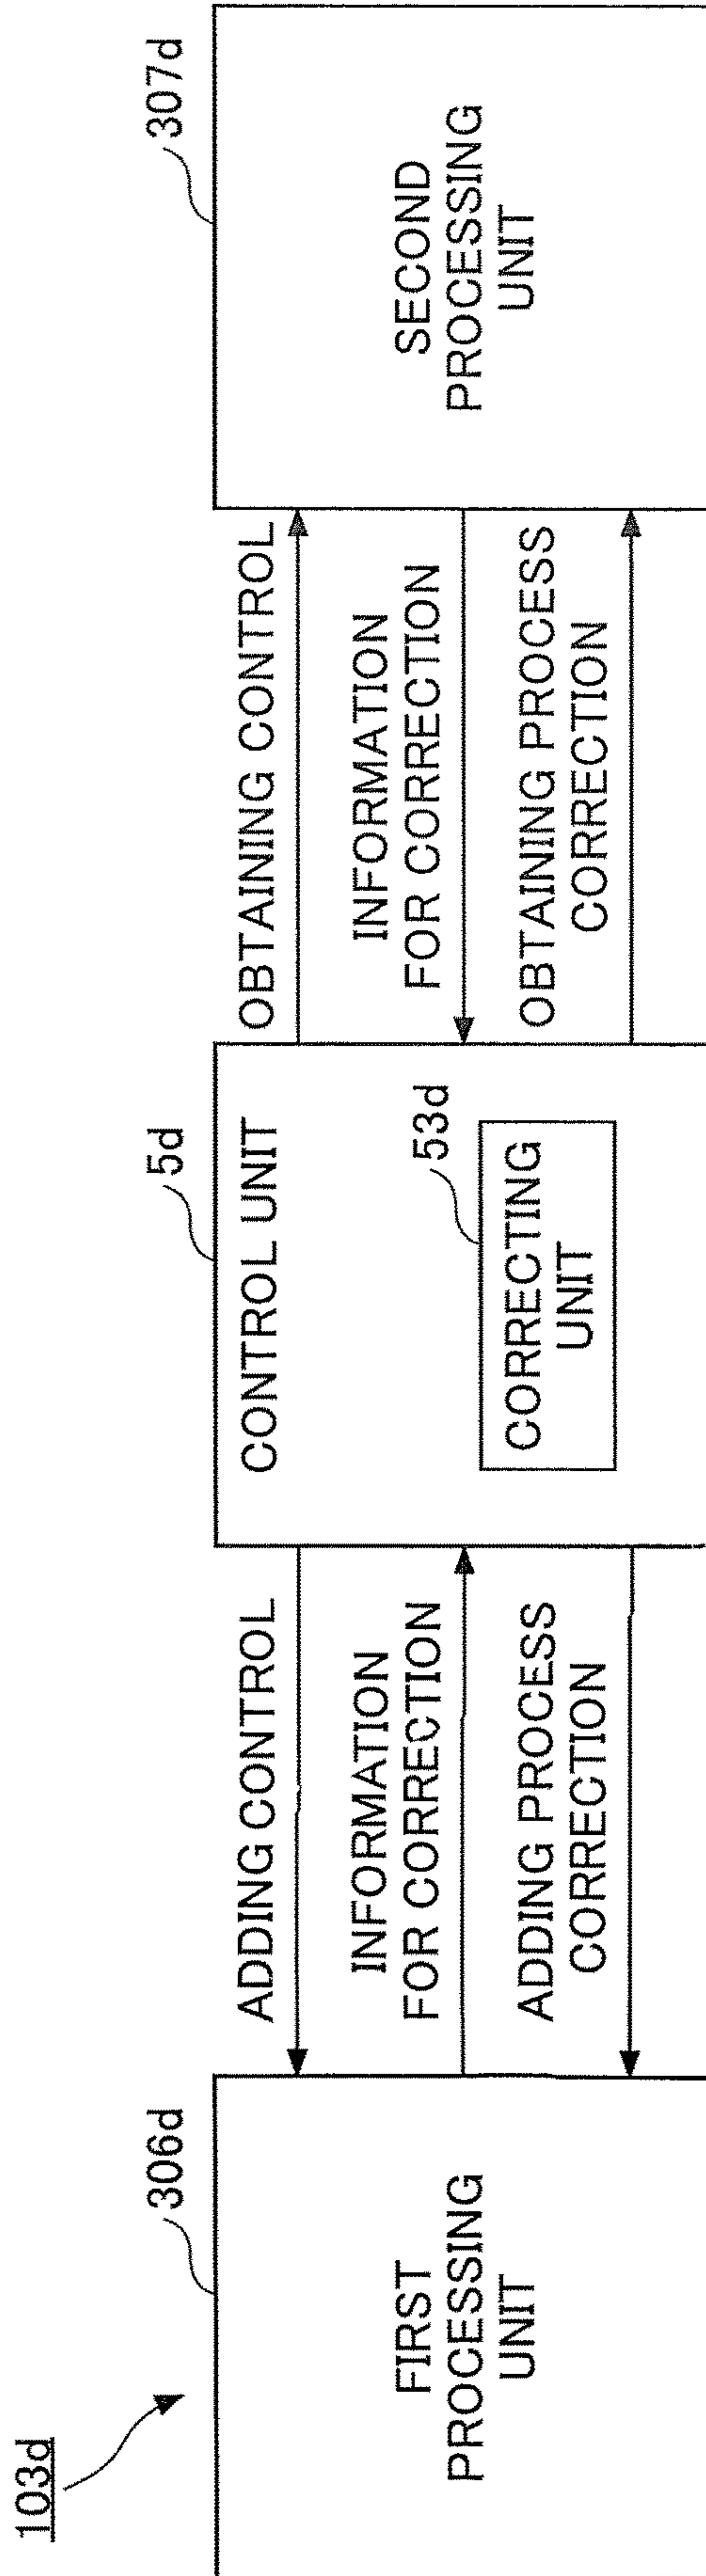 103d
306d
FIRST
PROCESSING
UNIT
ADDING CONTROL
INFORMATION
FOR CORRECTION
ADDING PROCESS
CORRECTION
5d
CONTROL UNIT
53d
CORRECTING
UNIT
OBTAINING CONTROL
INFORMATION
FOR CORRECTION
OBTAINING PROCESS
CORRECTION
307d
SECOND
PROCESSING
UNIT